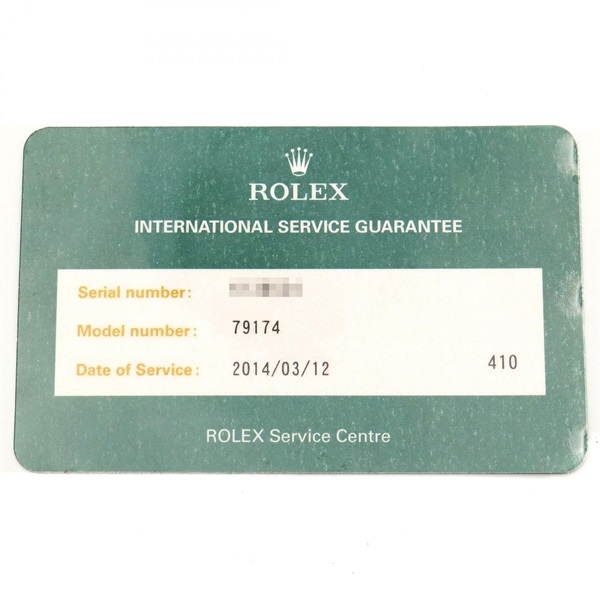 ROLEX
INTERNATIONAL SERVICE GUARANTEE
Serial number:
Model number: 79174
Date of Service: 2014/03/12 410
ROLEX Service Centre